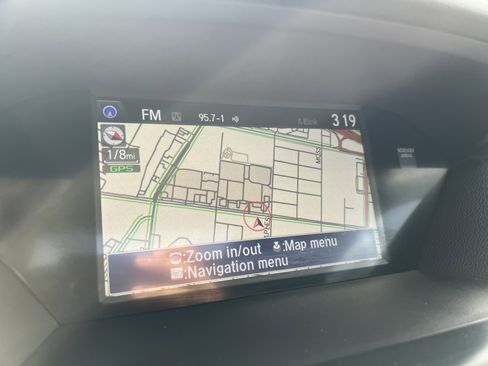 FM 95.7-1 3 19
1/8mi
GPS
:Zoom in/out :Map menu
:Navigation menu